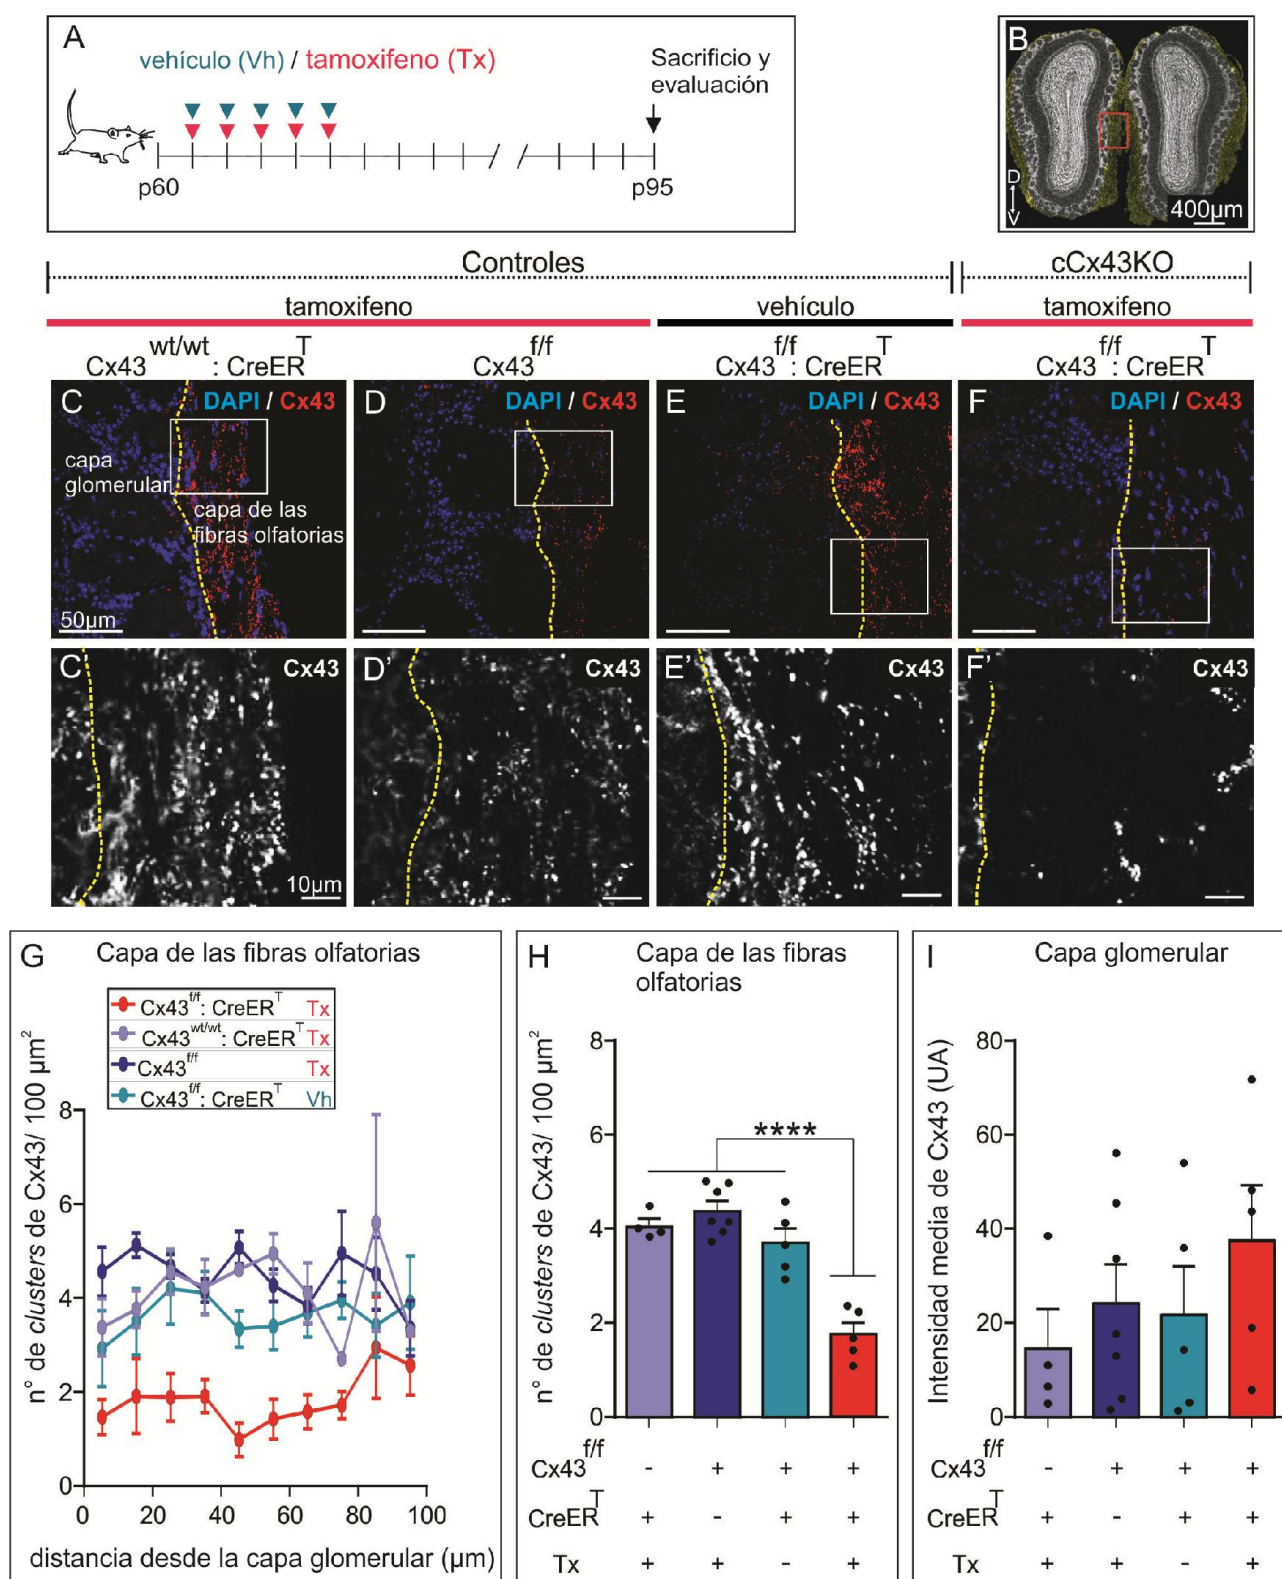 A
vehículo (Vh) / tamoxifeno (Tx)
Sacrificio y
evaluación
p60
p95
B
D
V
400µm
Controles
cCx43KO
tamoxifeno
vehículo
tamoxifeno
Cx43wt/wt : CreERT
Cx43f/f
Cx43f/f : CreERT
Cx43f/f : CreERT
C
DAPI / Cx43
capa
glomerular
capa de las
fibras olfatorias
50µm
D
DAPI / Cx43
E
DAPI / Cx43
F
DAPI / Cx43
C'
Cx43
10µm
D'
Cx43
E'
Cx43
F'
Cx43
G
Capa de las fibras olfatorias
Cx43f/f: CreERT Tx
Cx43wt/wt: CreERT Tx
Cx43f/f Tx
Cx43f/f: CreERT Vh
n° de clusters de Cx43/ 100 µm2
8
6
4
2
0
0 20 40 60 80 100
distancia desde la capa glomerular (µm)
H
Capa de las fibras
olfatorias
n° de clusters de Cx43/ 100 µm2
8
6
4
2
0
****
Cx43f/f - + + +
CreERT + - + +
Tx + + - +
I
Capa glomerular
Intensidad media de Cx43 (UA)
80
60
40
20
0
Cx43f/f - + + +
CreERT + - + +
Tx + + - +